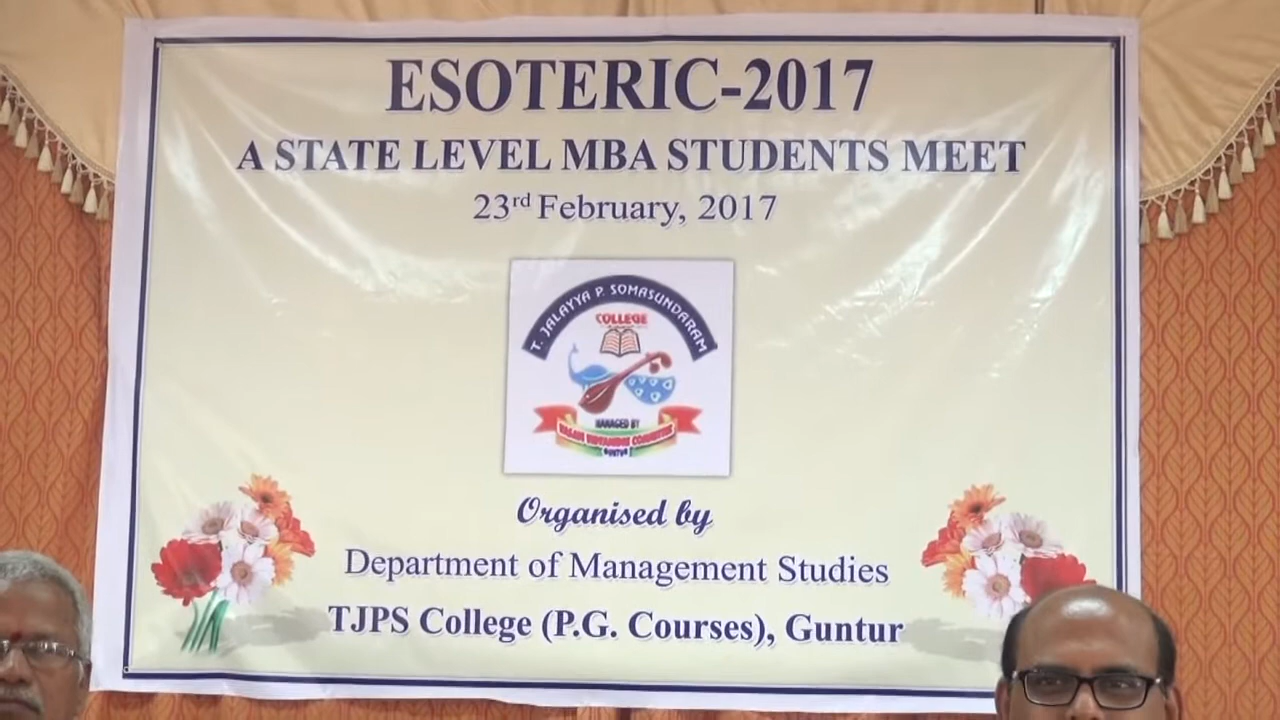 ESOTERIC-2017
A STATE LEVEL MBA STUDENTS MEET
23rd February, 2017
T. JALAYYA P. SOMASUNDARAM
COLLEGE
MANAGED BY
GUNTUR
Organised by
Department of Management Studies
TJPS College (P.G. Courses), Guntur